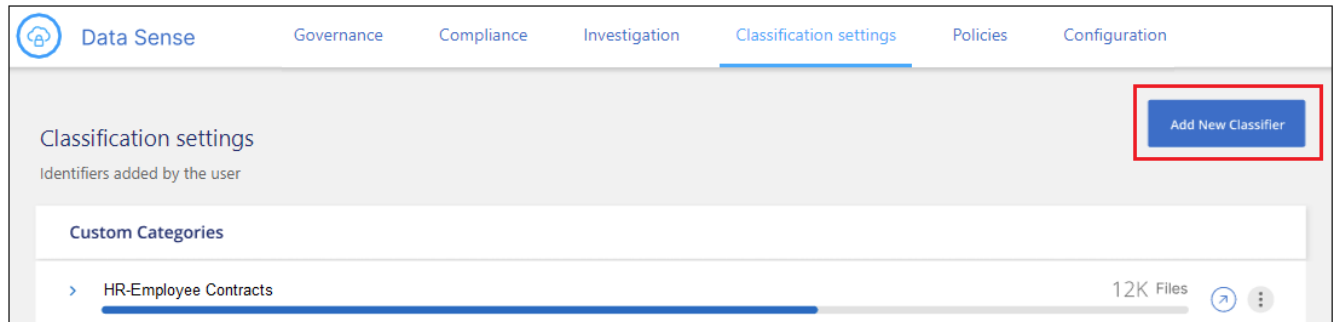 Data Sense Governance Compliance Investigation Classification settings Policies Configuration
Add New Classifier
Classification settings
Identifiers added by the user
Custom Categories
HR-Employee Contracts 12K Files